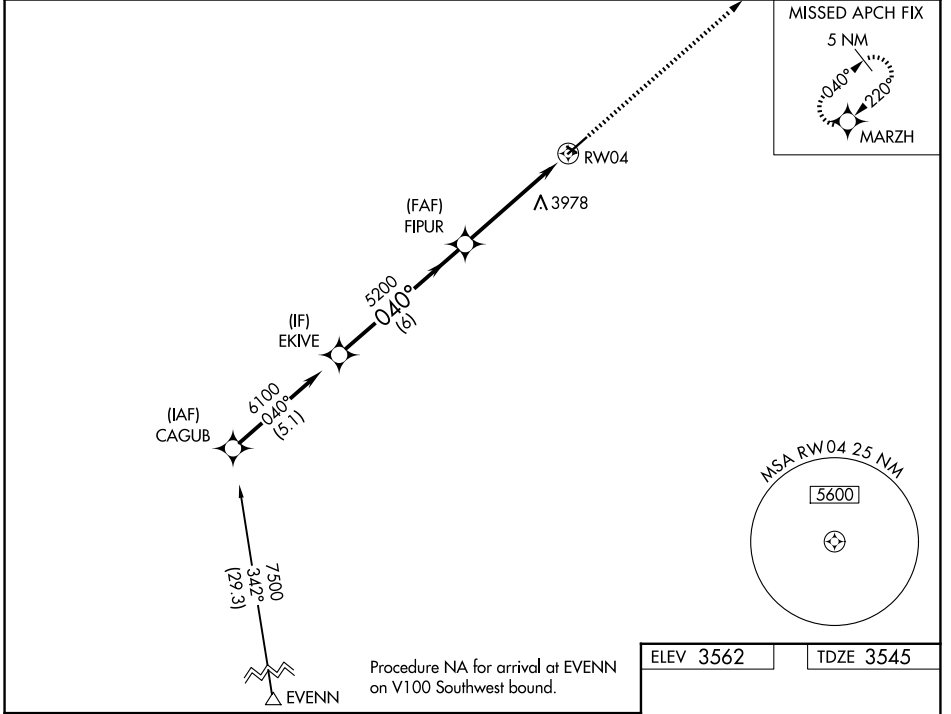 MISSED APCH FIX
5 NM
040°
220°
MARZH
RW04
3978
(FAF)
FIPUR
5200
040°
(6)
(IF)
EKIVE
6100
040°
(5.1)
(IAF)
CAGUB
MSA RW04 25 NM
5600
7500
342°
(29.3)
EVENN
Procedure NA for arrival at EVENN
on V100 Southwest bound.
ELEV 3562
TDZE 3545